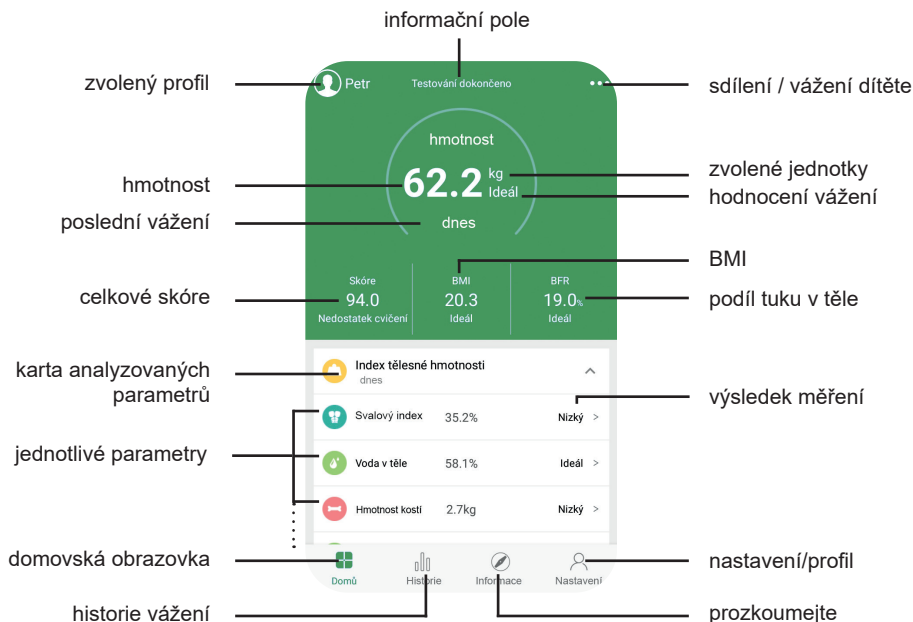 informační pole
zvolený profil
Petr
Testování dokončeno
sdílení / vážení dítěte
hmotnost
hmotnost
62.2 kg
Ideál
zvolené jednotky
hodnocení vážení
poslední vážení
dnes
BMI
celkové skóre
Skóre
94.0
Nedostatek cvičení
BMI
20.3
Ideál
BFR
19.0%
Ideál
podíl tuku v těle
karta analyzovaných
parametrů
Index tělesné hmotnosti
dnes
výsledek měření
jednotlivé parametry
Svalový index 35.2% Nizký >
Voda v těle 58.1% Ideál >
Hmotnost kostí 2.7kg Nizký >
domovská obrazovka
Domů
Historie
Informace
Nastavení
nastavení/profil
historie vážení
prozkoumejte